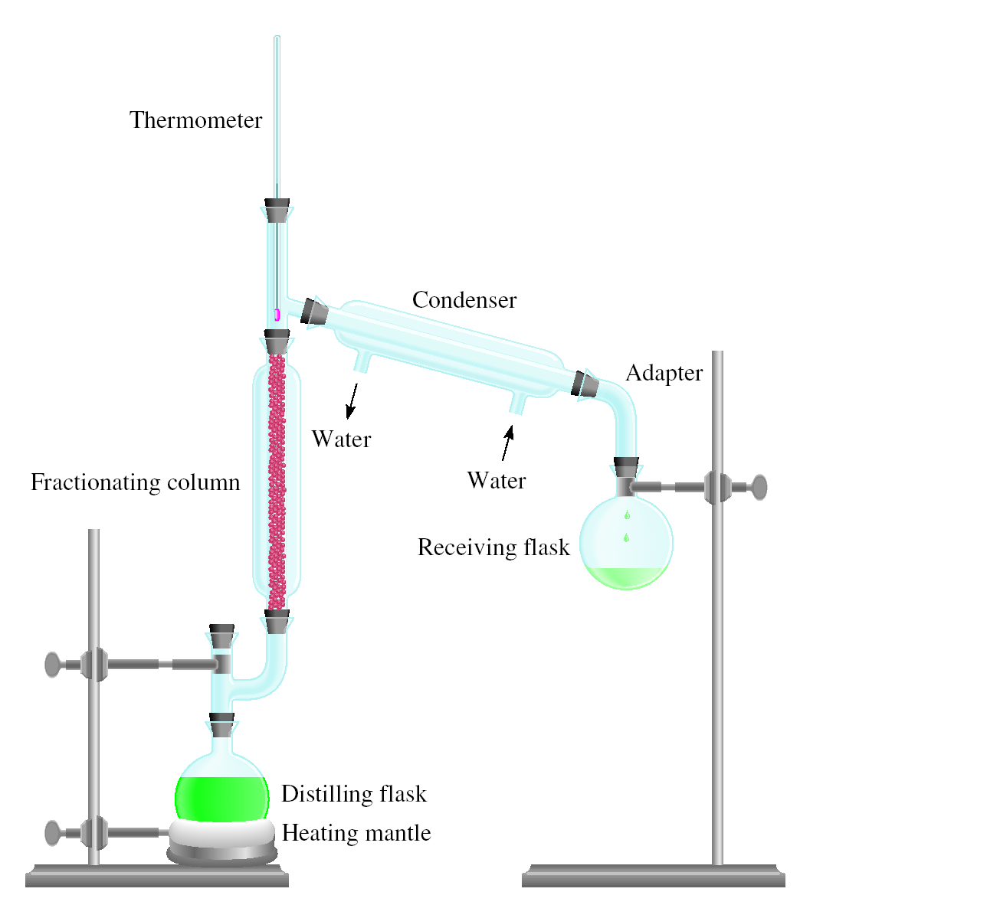 Thermometer
Condenser
Adapter
Water
Water
Fractionating column
Receiving flask
Distilling flask
Heating mantle